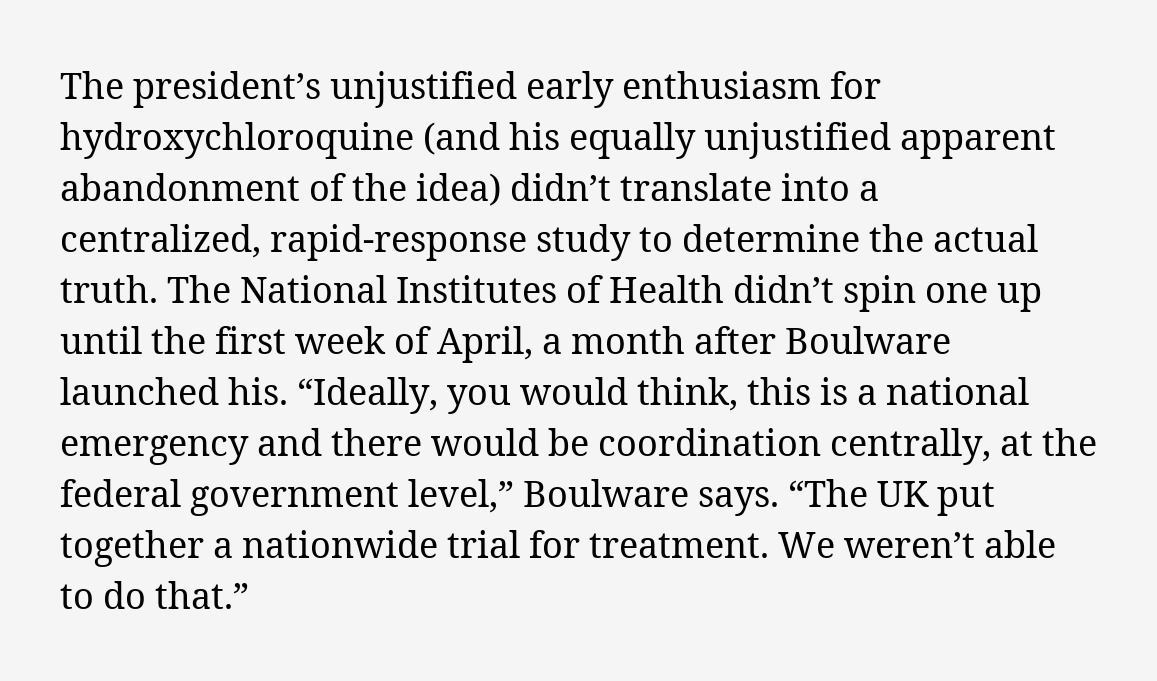 The president’s unjustified early enthusiasm for
hydroxychloroquine (and his equally unjustified apparent
abandonment of the idea) didn’t translate into a
centralized, rapid-response study to determine the actual
truth. The National Institutes of Health didn’t spin one up
until the first week of April, a month after Boulware
launched his. “Ideally, you would think, this is a national
emergency and there would be coordination centrally, at the
federal government level,” Boulware says. “The UK put
together a nationwide trial for treatment. We weren’t able
to do that.”